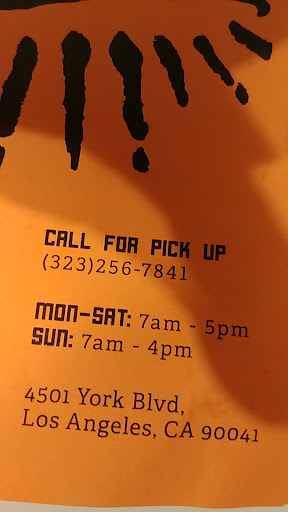 CALL FOR PICK UP
(323)256-7841
MON-SAT: 7am - 5pm
SUN: 7am - 4pm
4501 York Blvd,
Los Angeles, CA 90041